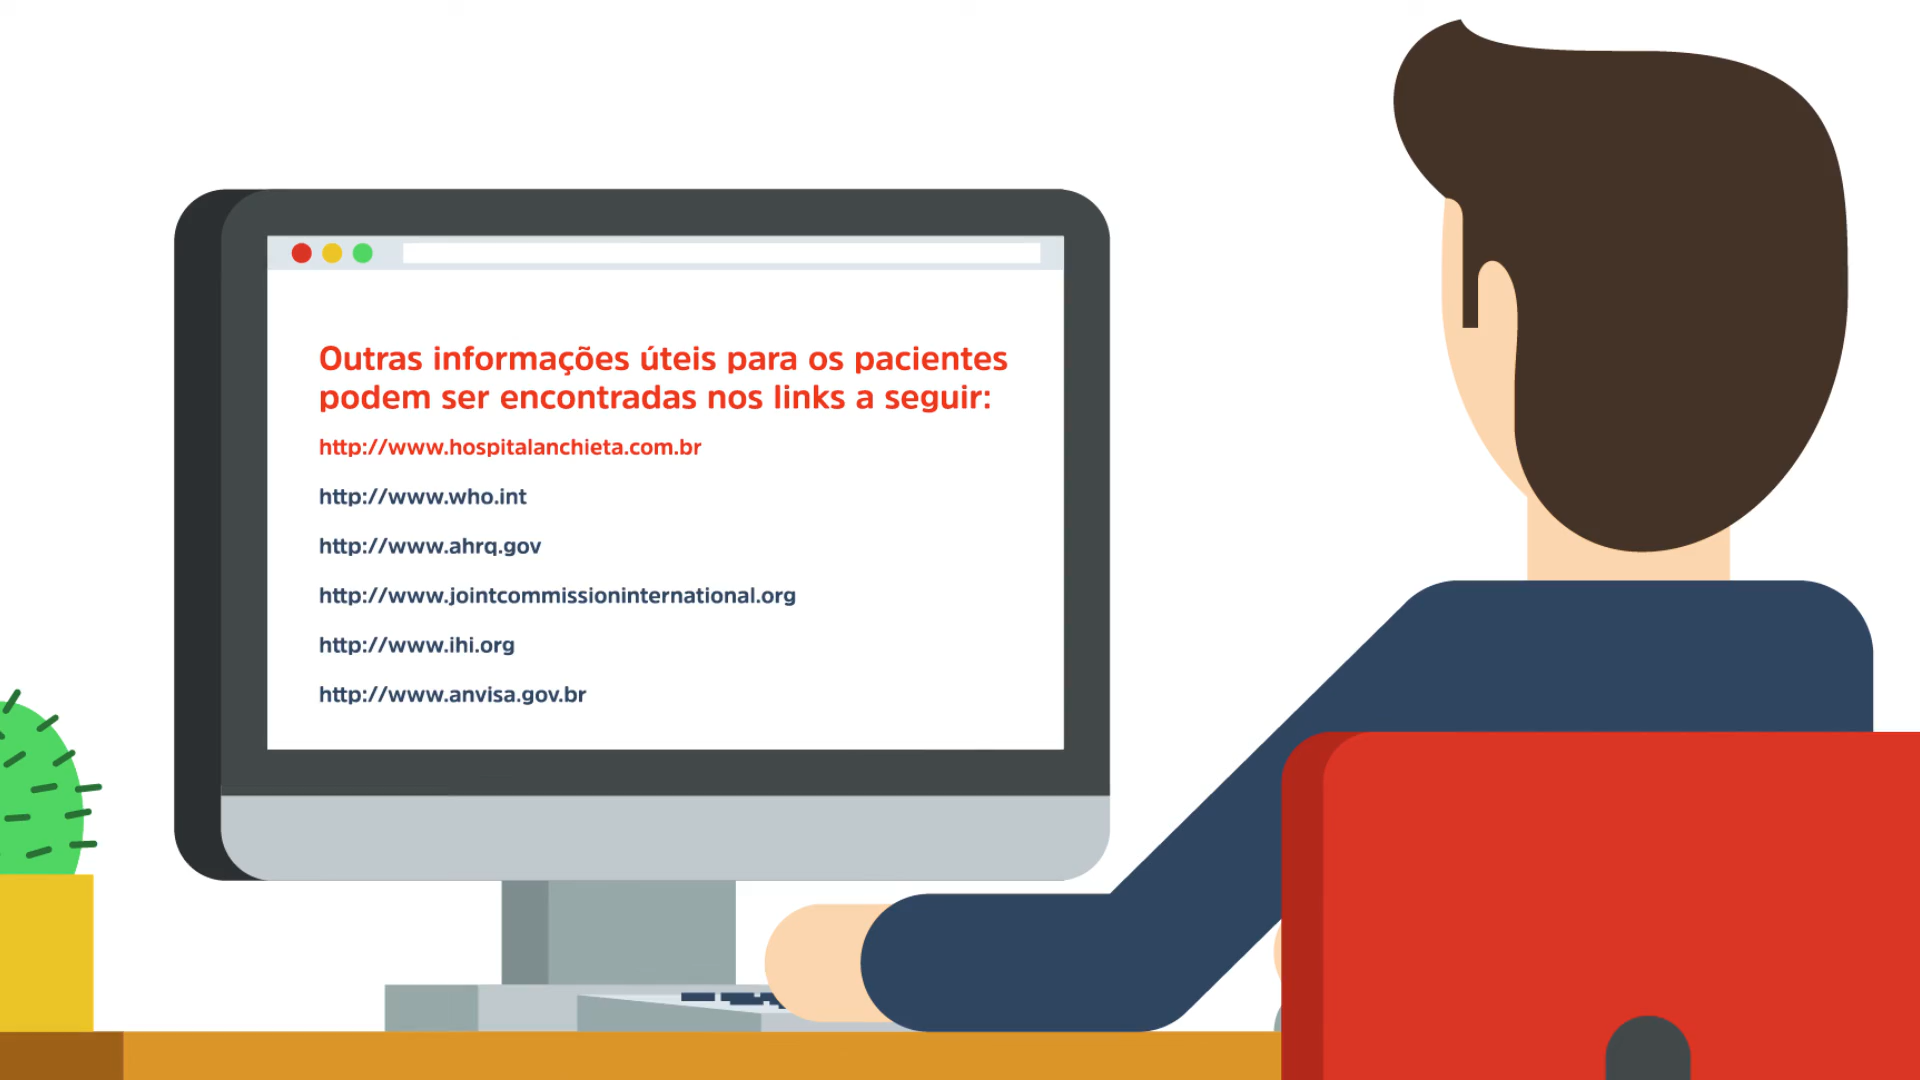 Outras informações úteis para os pacientes
podem ser encontradas nos links a seguir:
http://www.hospitalanchieta.com.br
http://www.who.int
http://www.ahrq.gov
http://www.jointcommissioninternational.org
http://www.ihi.org
http://www.anvisa.gov.br